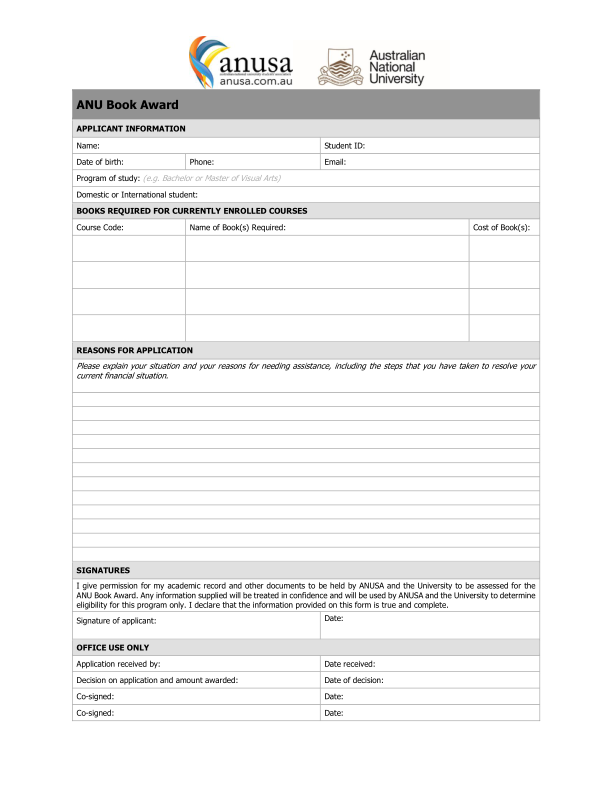 anusa
anusa.com.au
Australian
National
University
ANU Book Award
APPLICANT INFORMATION
Name: Student ID:
Date of birth: Phone: Email:
Program of study: (e.g. Bachelor or Master of Visual Arts)
Domestic or International student:
BOOKS REQUIRED FOR CURRENTLY ENROLLED COURSES
Course Code: Name of Book(s) Required: Cost of Book(s):
REASONS FOR APPLICATION
Please explain your situation and your reasons for needing assistance, including the steps that you have taken to resolve your
current financial situation.
SIGNATURES
I give permission for my academic record and other documents to be held by ANUSA and the University to be assessed for the
ANU Book Award. Any information supplied will be treated in confidence and will be used by ANUSA and the University to determine
eligibility for this program only. I declare that the information provided on this form is true and complete.
Signature of applicant: Date:
OFFICE USE ONLY
Application received by: Date received:
Decision on application and amount awarded: Date of decision:
Co-signed: Date:
Co-signed: Date: